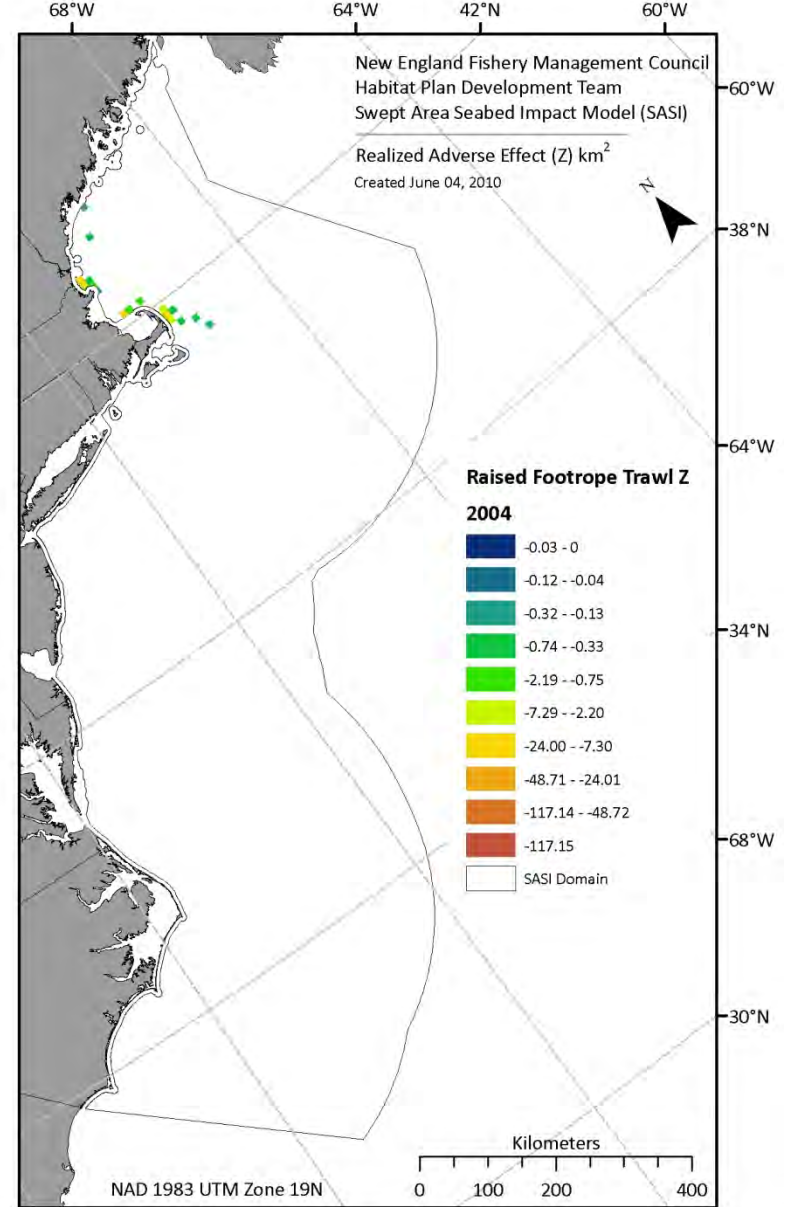 68°W 64°W 42°N 60°W
New England Fishery Management Council
Habitat Plan Development Team
Swept Area Seabed Impact Model (SASI)
Realized Adverse Effect (Z) km²
Created June 04, 2010
N
60°W
38°N
64°W
Raised Footrope Trawl Z
2004
-0.03 - 0
-0.12 - -0.04
-0.32 - -0.13
-0.74 - -0.33
-2.19 - -0.75
-7.29 - -2.20
-24.00 - -7.30
-48.71 - -24.01
-117.14 - -48.72
-117.15
SASI Domain
34°N
68°W
30°N
Kilometers
0 100 200 300 400
NAD 1983 UTM Zone 19N